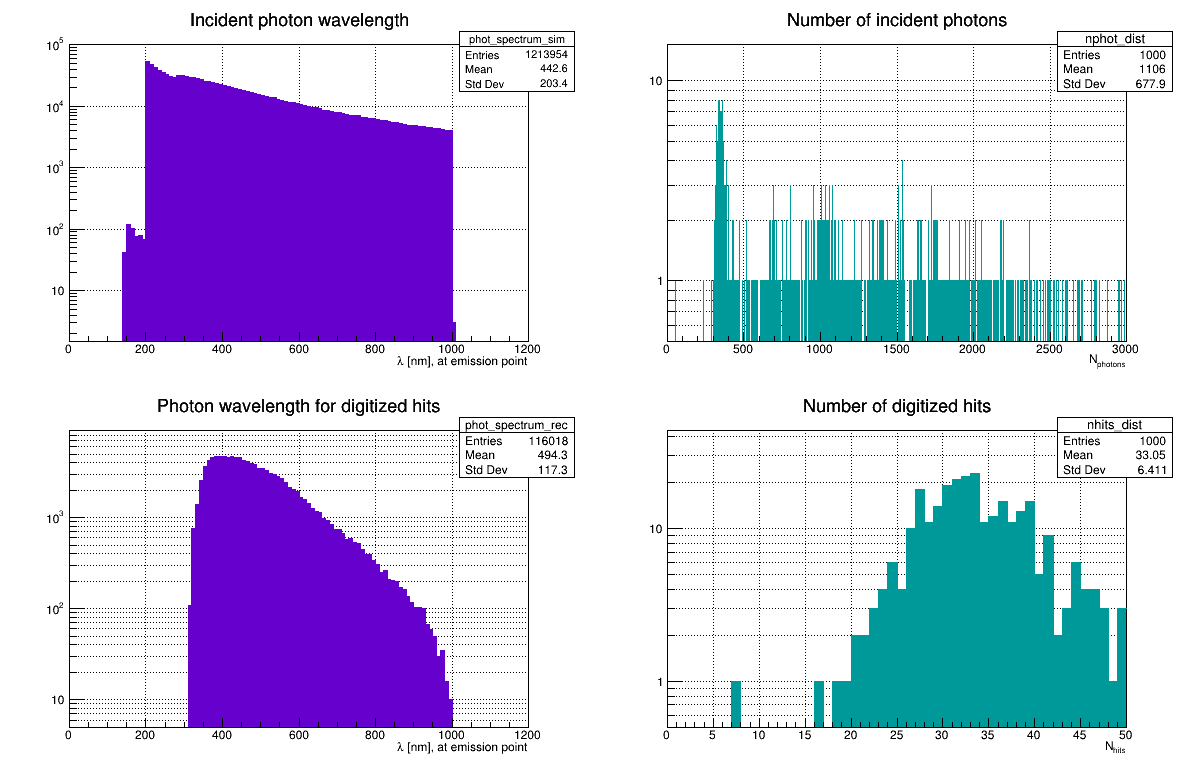 Incident photon wavelength
phot_spectrum_sim
Entries 1213954
Mean 442.6
Std Dev 203.4
10^5
10^4
10^3
10^2
10
0 200 400 600 800 1000 1200
λ [nm], at emission point
Number of incident photons
nphot_dist
Entries 1000
Mean 1106
Std Dev 677.9
10
1
0 500 1000 1500 2000 2500 3000
N_photons
Photon wavelength for digitized hits
phot_spectrum_rec
Entries 116018
Mean 494.3
Std Dev 117.3
10^3
10^2
10
0 200 400 600 800 1000 1200
λ [nm], at emission point
Number of digitized hits
nhits_dist
Entries 1000
Mean 33.05
Std Dev 6.411
10
1
0 5 10 15 20 25 30 35 40 45 50
N_hits